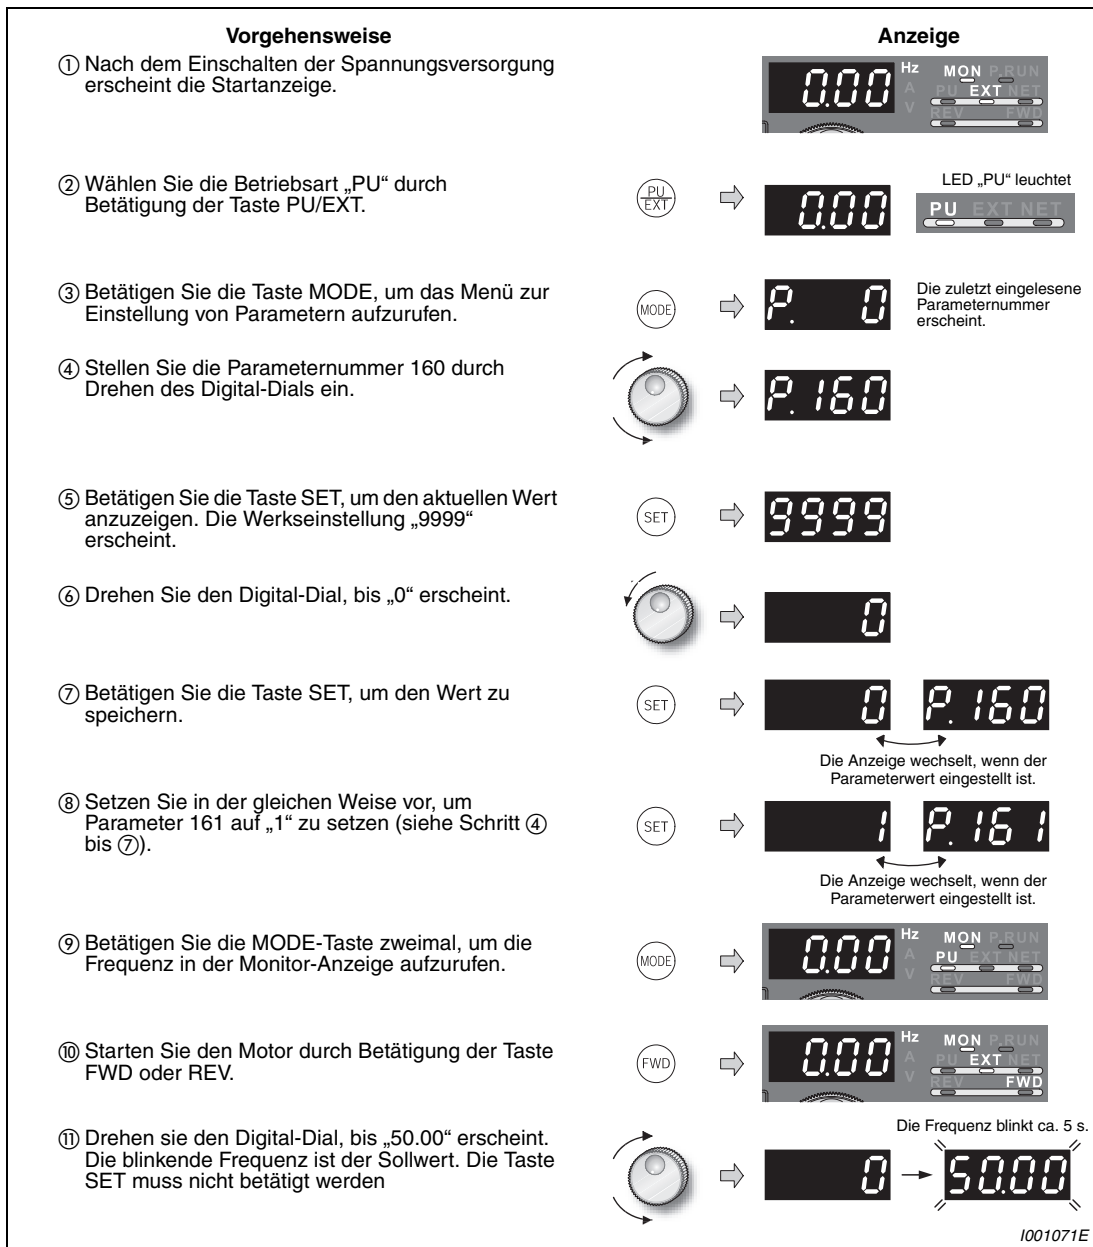 Vorgehensweise
Anzeige
① Nach dem Einschalten der Spannungsversorgung
erscheint die Startanzeige.
0.00 Hz MON P.RUN
A PU EXT NET
V REV FWD
② Wählen Sie die Betriebsart „PU“ durch
Betätigung der Taste PU/EXT.
PU
EXT
0.00
LED „PU“ leuchtet
PU EXT NET
③ Betätigen Sie die Taste MODE, um das Menü zur
Einstellung von Parametern aufzurufen.
MODE
P. 0
Die zuletzt eingelesene
Parameternummer
erscheint.
④ Stellen Sie die Parameternummer 160 durch
Drehen des Digital-Dials ein.
P. 160
⑤ Betätigen Sie die Taste SET, um den aktuellen Wert
anzuzeigen. Die Werkseinstellung „9999“
erscheint.
SET
9999
⑥ Drehen Sie den Digital-Dial, bis „0“ erscheint.
0
⑦ Betätigen Sie die Taste SET, um den Wert zu
speichern.
SET
0 P. 160
Die Anzeige wechselt, wenn der
Parameterwert eingestellt ist.
⑧ Setzen Sie in der gleichen Weise vor, um
Parameter 161 auf „1“ zu setzen (siehe Schritt ④
bis ⑦).
SET
1 P. 161
Die Anzeige wechselt, wenn der
Parameterwert eingestellt ist.
⑨ Betätigen Sie die MODE-Taste zweimal, um die
Frequenz in der Monitor-Anzeige aufzurufen.
MODE
0.00 Hz MON P.RUN
A PU EXT NET
V REV FWD
⑩ Starten Sie den Motor durch Betätigung der Taste
FWD oder REV.
FWD
0.00 Hz MON P.RUN
A PU EXT NET
V REV FWD
⑪ Drehen sie den Digital-Dial, bis „50.00“ erscheint.
Die blinkende Frequenz ist der Sollwert. Die Taste
SET muss nicht betätigt werden
Die Frequenz blinkt ca. 5 s.
0 50.00
I001071E